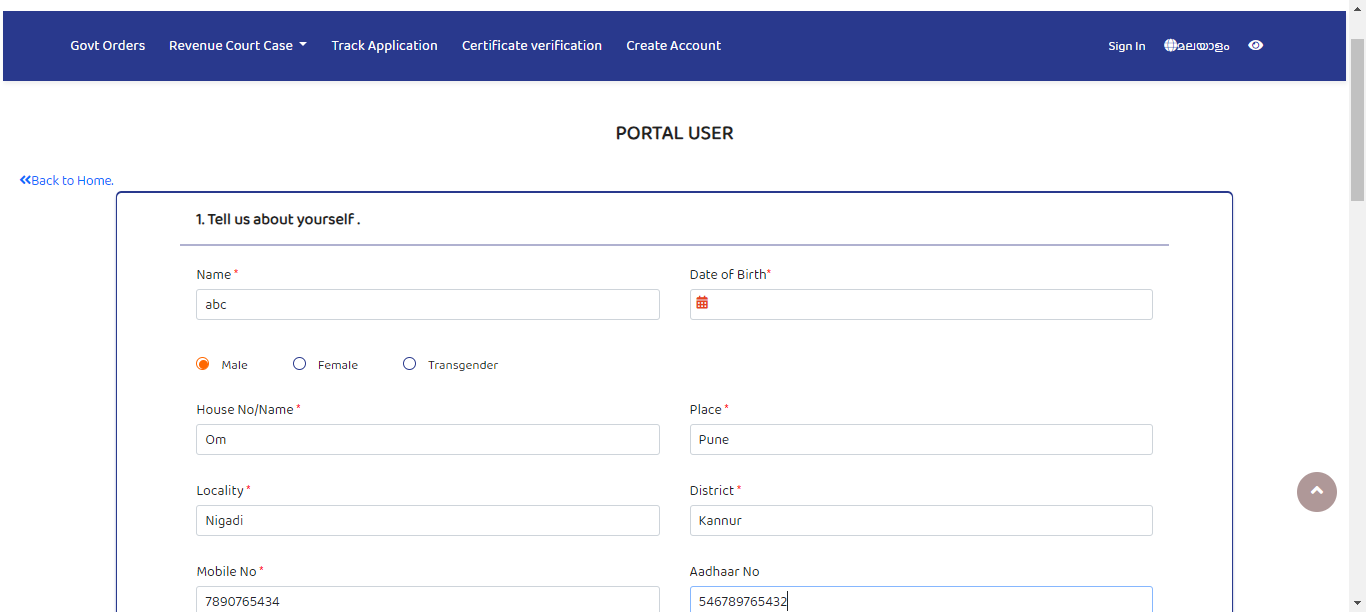 Govt Orders Revenue Court Case Track Application Certificate verification Create Account Sign In മലയാളം
PORTAL USER
Back to Home.
1. Tell us about yourself .
Name * Date of Birth*
abc
Male Female Transgender
House No/Name * Place *
Om Pune
Locality * District *
Nigadi Kannur
Mobile No * Aadhaar No
7890765434 546789765432